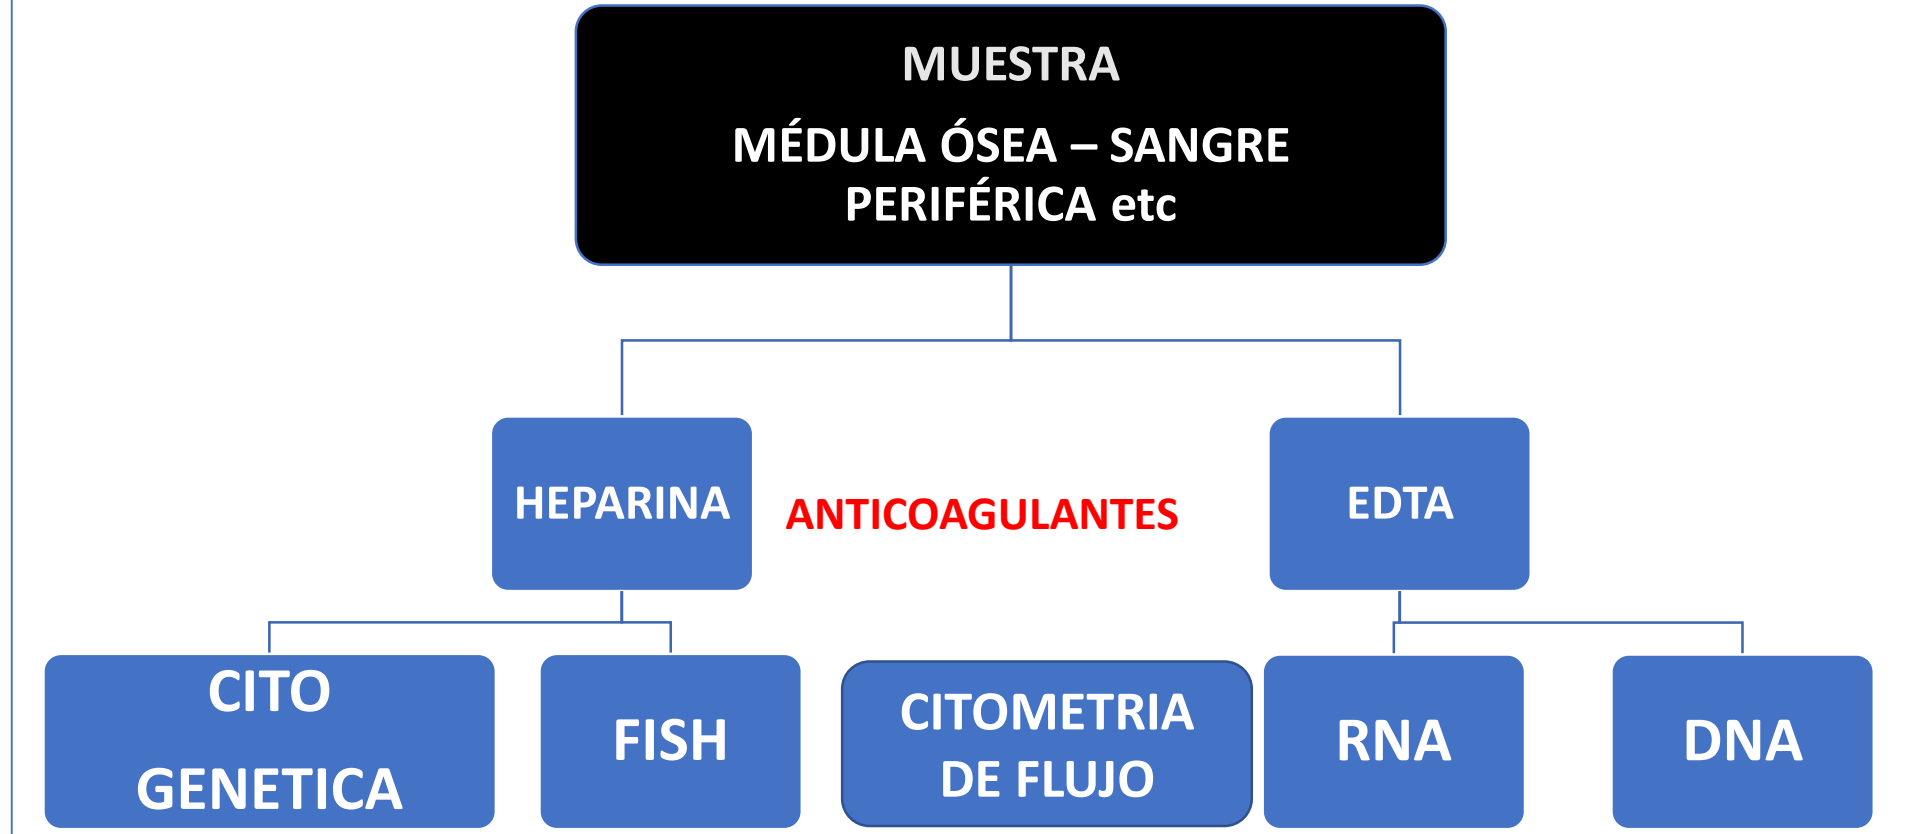 MUESTRA
MÉDULA ÓSEA – SANGRE
PERIFÉRICA etc
HEPARINA
ANTICOAGULANTES
EDTA
CITO
GENETICA
FISH
CITOMETRIA
DE FLUJO
RNA
DNA